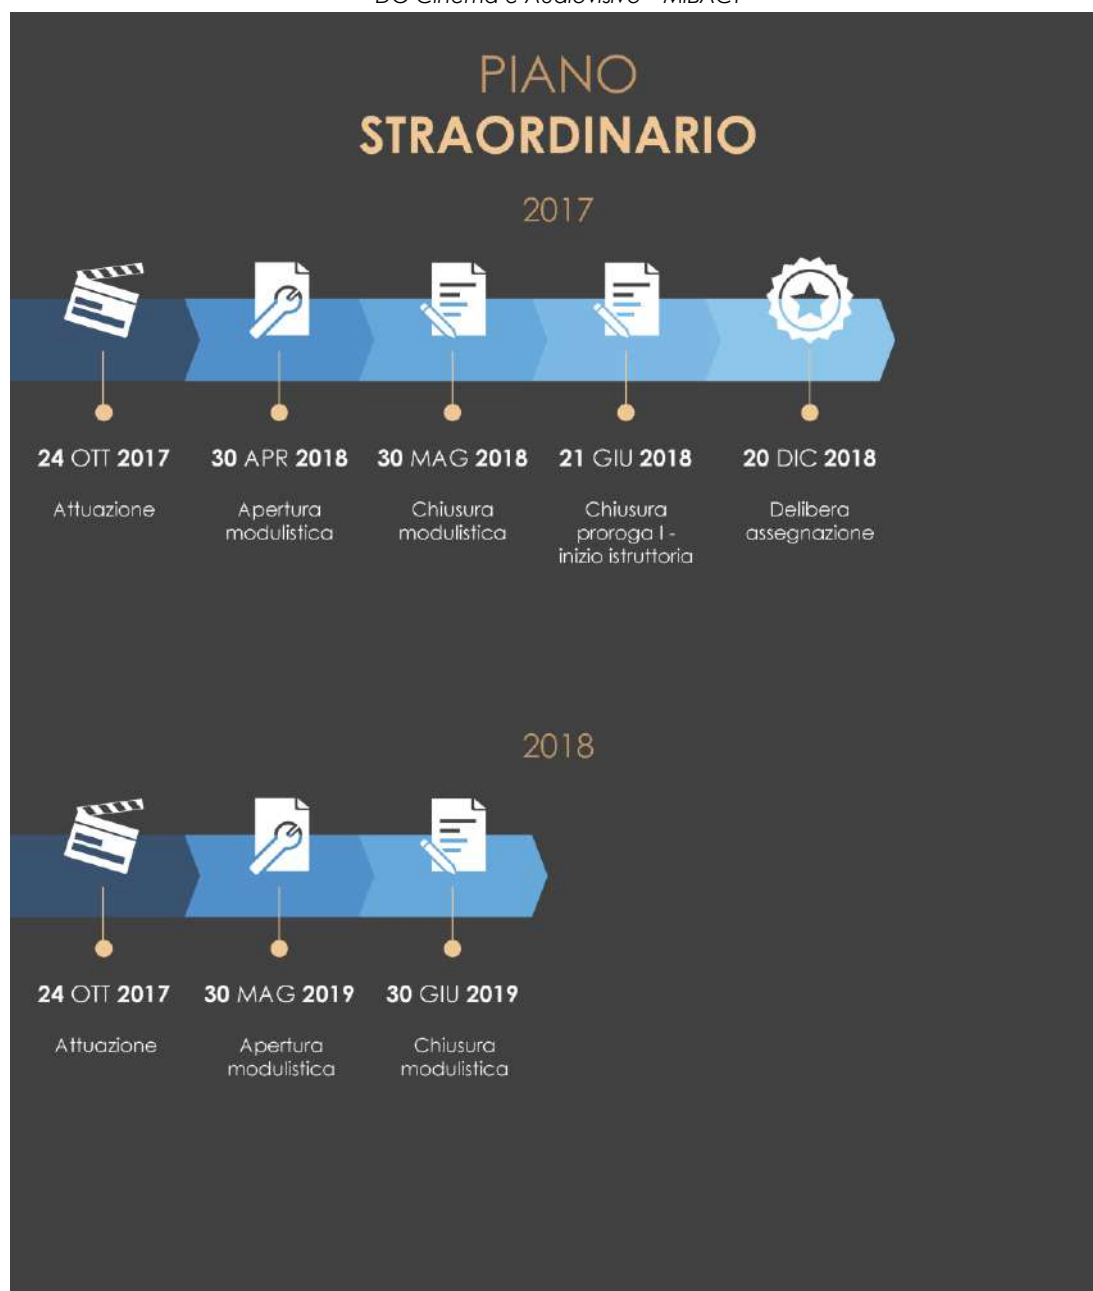 DG Cinema e Audiovisivo - MiBACT
PIANO
STRAORDINARIO
2017
24 OTT 2017
Attuazione
30 APR 2018
Apertura
modulistica
30 MAG 2018
Chiusura
modulistica
21 GIU 2018
Chiusura
proroga I -
inizio istruttoria
20 DIC 2018
Delibera
assegnazione
2018
24 OTT 2017
Attuazione
30 MAG 2019
Apertura
modulistica
30 GIU 2019
Chiusura
modulistica